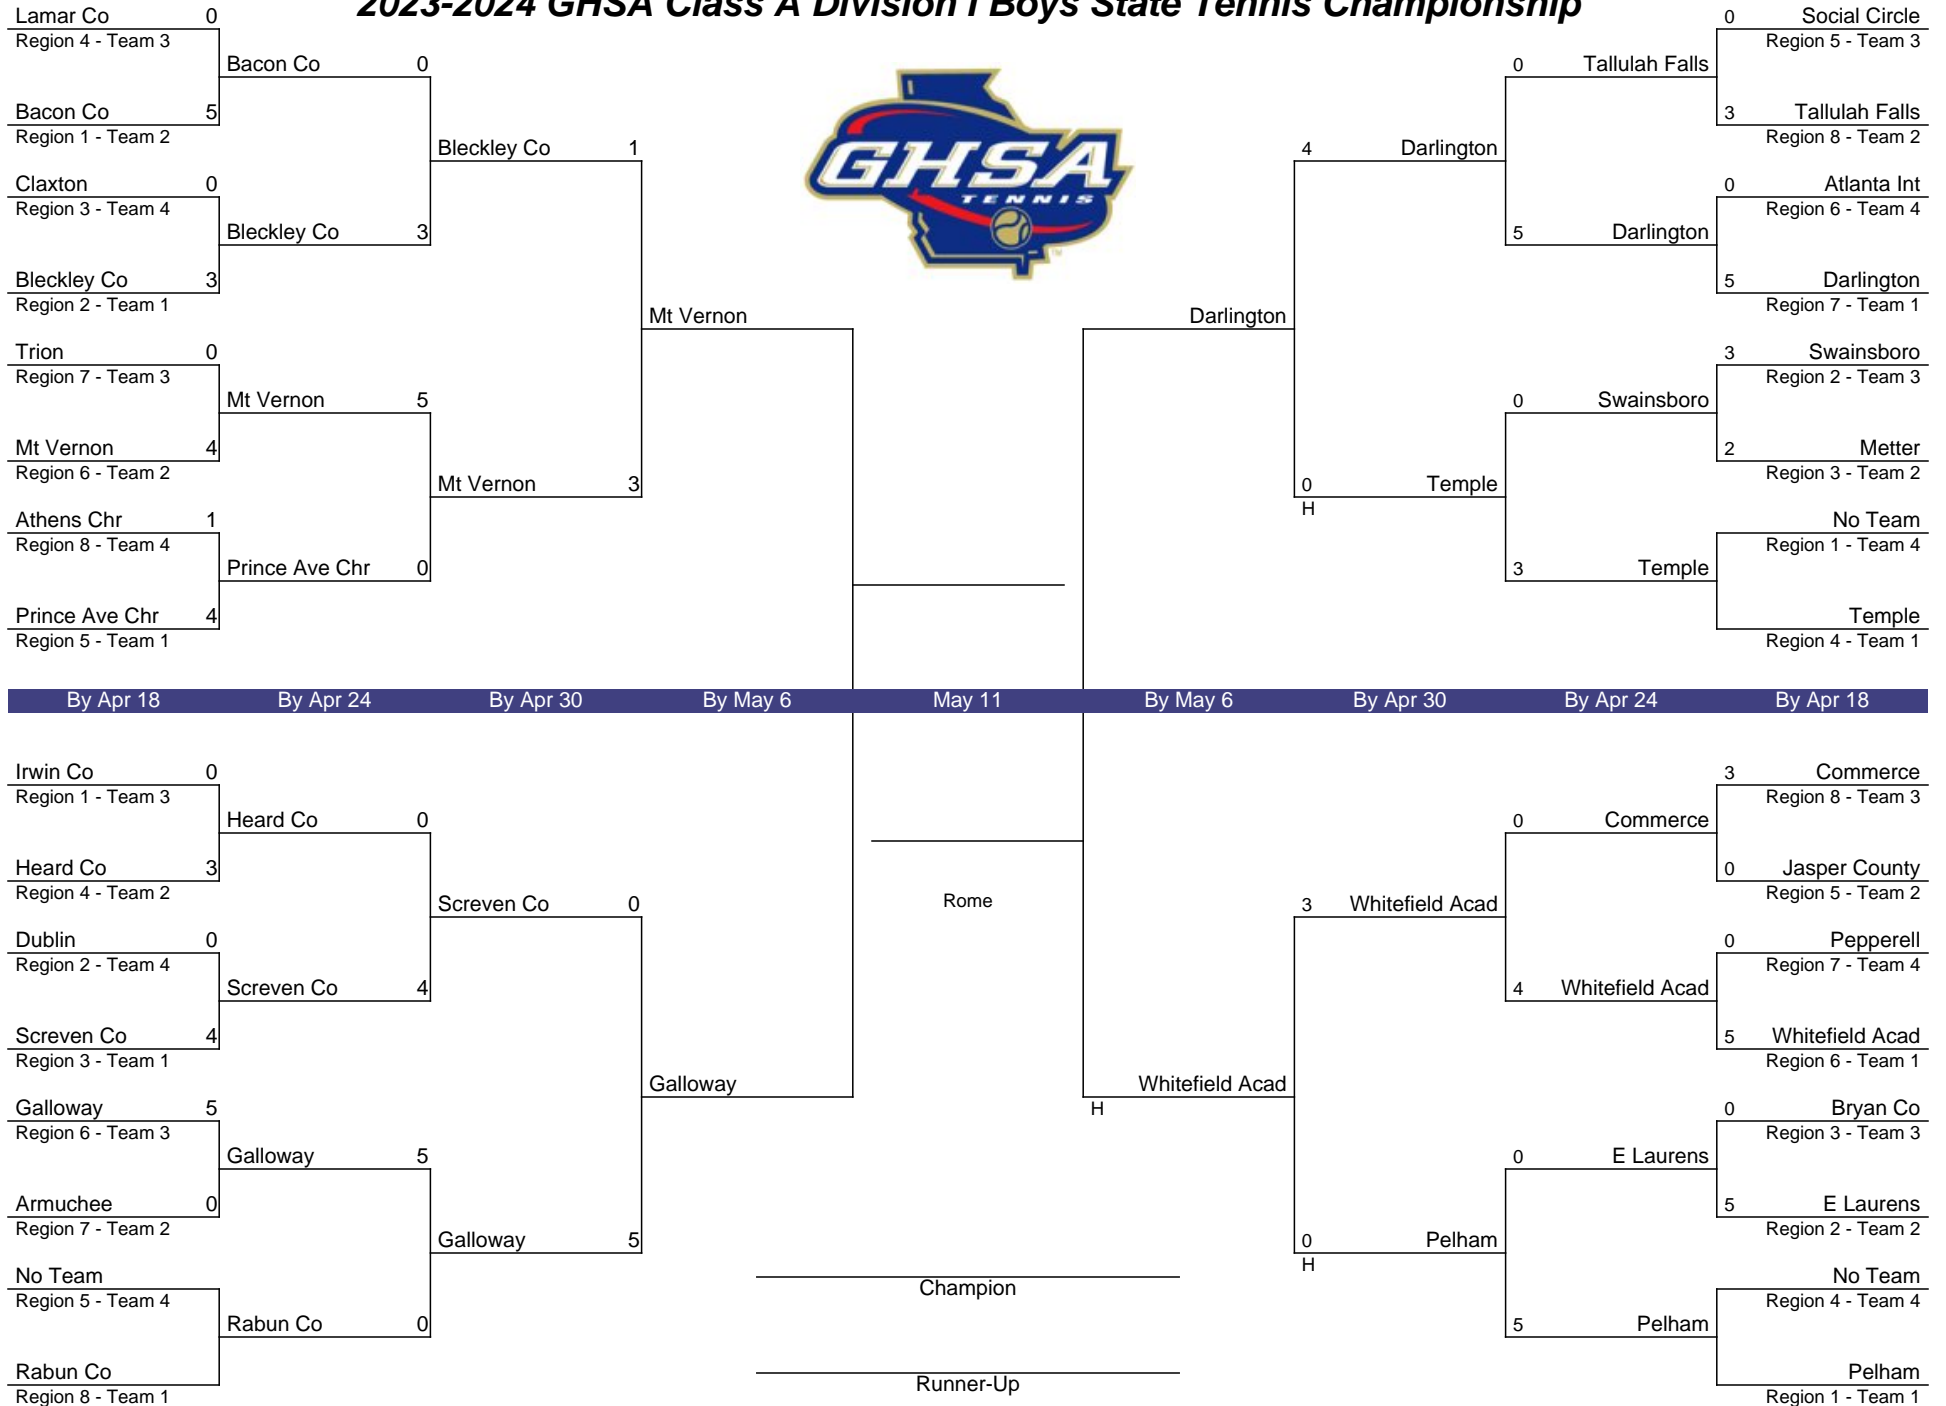 2023-2024 GHSA Class A Division I Boys State Tennis Championship
Lamar Co 0
Region 4 - Team 3
Bacon Co 0
Bacon Co 5
Region 1 - Team 2
Bleckley Co 1
Claxton 0
Region 3 - Team 4
Bleckley Co 3
Bleckley Co 3
Region 2 - Team 1
Mt Vernon
Trion 0
Region 7 - Team 3
Mt Vernon 5
Mt Vernon 4
Region 6 - Team 2
Mt Vernon 3
Athens Chr 1
Region 8 - Team 4
Prince Ave Chr 0
Prince Ave Chr 4
Region 5 - Team 1
GHSA
TENNIS
TM
0 Social Circle
Region 5 - Team 3
0 Tallulah Falls
3 Tallulah Falls
Region 8 - Team 2
4 Darlington
0 Atlanta Int
Region 6 - Team 4
5 Darlington
5 Darlington
Region 7 - Team 1
Darlington
3 Swainsboro
Region 2 - Team 3
0 Swainsboro
2 Metter
Region 3 - Team 2
0 Temple
H
No Team
Region 1 - Team 4
3 Temple
Temple
Region 4 - Team 1
By Apr 18 By Apr 24 By Apr 30 By May 6 May 11 By May 6 By Apr 30 By Apr 24 By Apr 18
Irwin Co 0
Region 1 - Team 3
Heard Co 0
Heard Co 3
Region 4 - Team 2
Screven Co 0
Dublin 0
Region 2 - Team 4
Screven Co 4
Screven Co 4
Region 3 - Team 1
Galloway
Galloway 5
Region 6 - Team 3
Galloway 5
Armuchee 0
Region 7 - Team 2
Galloway 5
No Team
Region 5 - Team 4
Rabun Co 0
Rabun Co
Region 8 - Team 1
Rome
Champion
Runner-Up
3 Commerce
Region 8 - Team 3
0 Commerce
0 Jasper County
Region 5 - Team 2
3 Whitefield Acad
0 Pepperell
Region 7 - Team 4
4 Whitefield Acad
5 Whitefield Acad
Region 6 - Team 1
Whitefield Acad
H
0 Bryan Co
Region 3 - Team 3
0 E Laurens
5 E Laurens
Region 2 - Team 2
0 Pelham
H
No Team
Region 4 - Team 4
5 Pelham
Pelham
Region 1 - Team 1